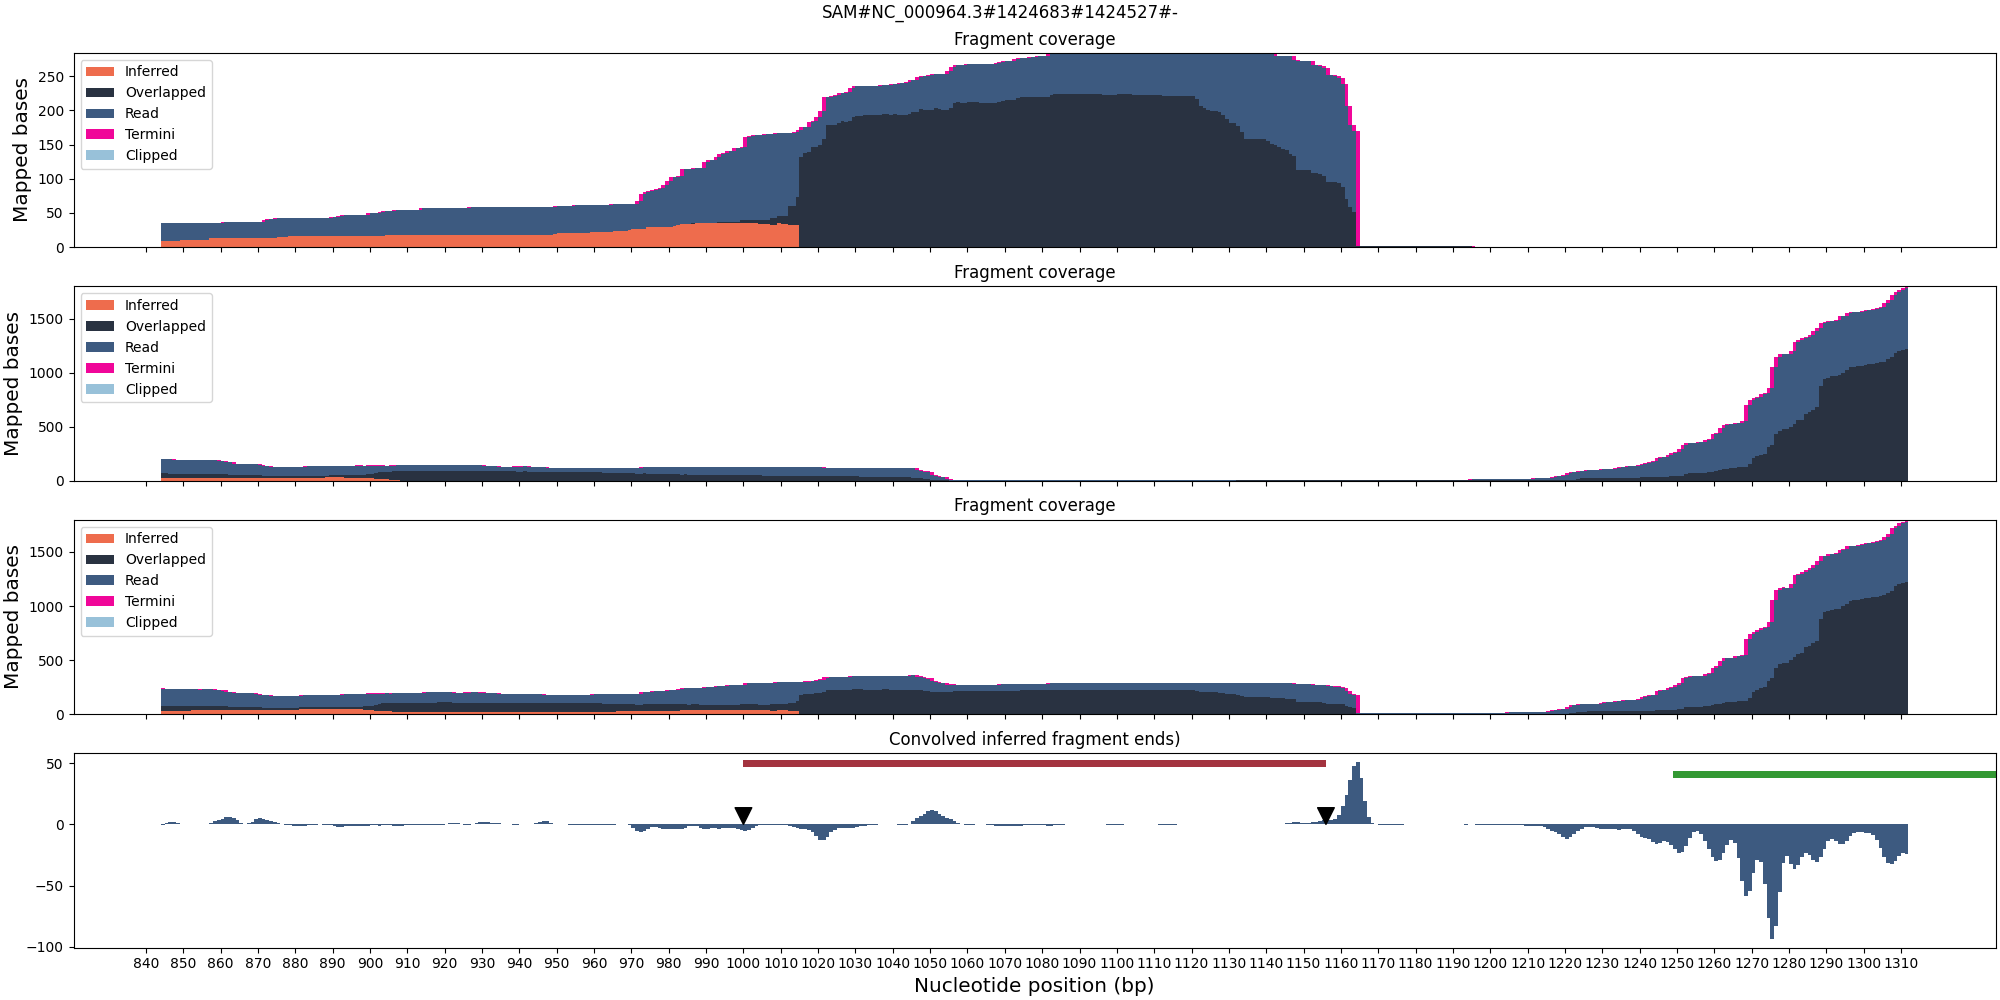 SAM#NC_000964.3#1424683#1424527#-
Fragment coverage
Mapped bases
250
200
150
100
50
0
Inferred
Overlapped
Read
Termini
Clipped
Fragment coverage
Mapped bases
1500
1000
500
0
Inferred
Overlapped
Read
Termini
Clipped
Fragment coverage
Mapped bases
1500
1000
500
0
Inferred
Overlapped
Read
Termini
Clipped
Convolved inferred fragment ends)
50
0
−50
−100
840 850 860 870 880 890 900 910 920 930 940 950 960 970 980 990 1000 1010 1020 1030 1040 1050 1060 1070 1080 1090 1100 1110 1120 1130 1140 1150 1160 1170 1180 1190 1200 1210 1220 1230 1240 1250 1260 1270 1280 1290 1300 1310
Nucleotide position (bp)